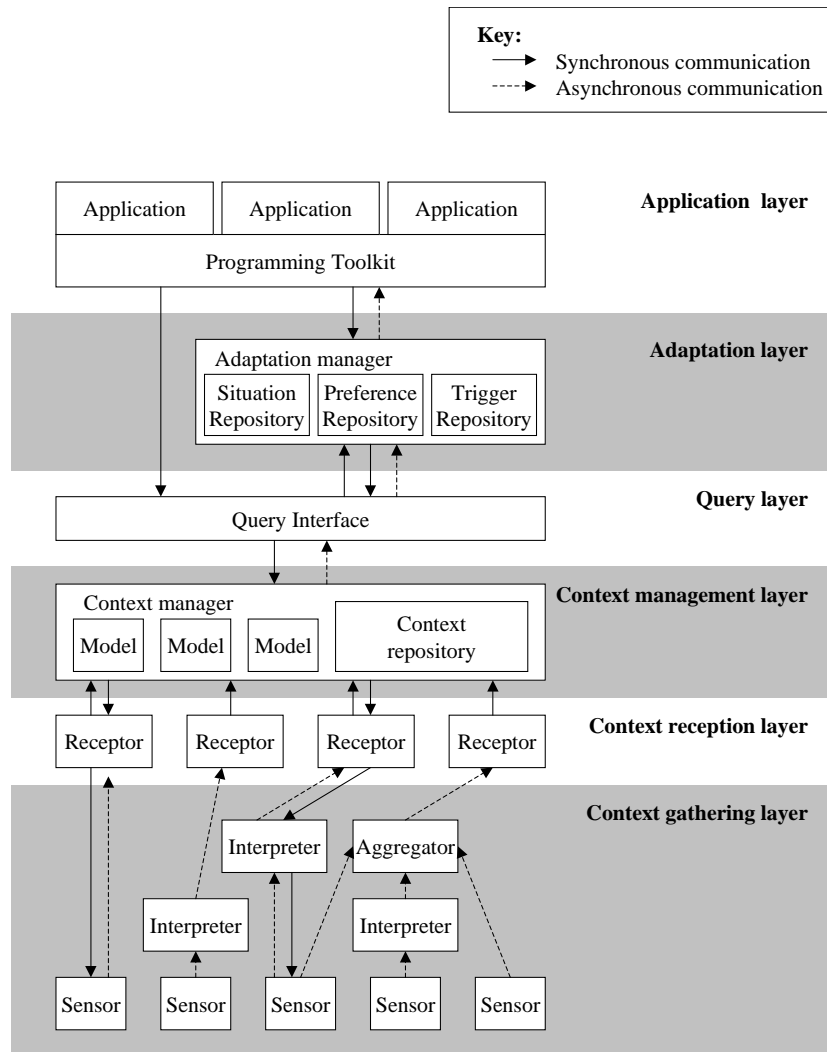 Key:
Synchronous communication
Asynchronous communication
Application Application Application
Application layer
Programming Toolkit
Adaptation layer
Adaptation manager
Situation Repository
Preference Repository
Trigger Repository
Query layer
Query Interface
Context management layer
Context manager
Model Model Model
Context repository
Context reception layer
Receptor Receptor Receptor Receptor
Context gathering layer
Interpreter Aggregator
Interpreter Interpreter
Sensor Sensor Sensor Sensor Sensor